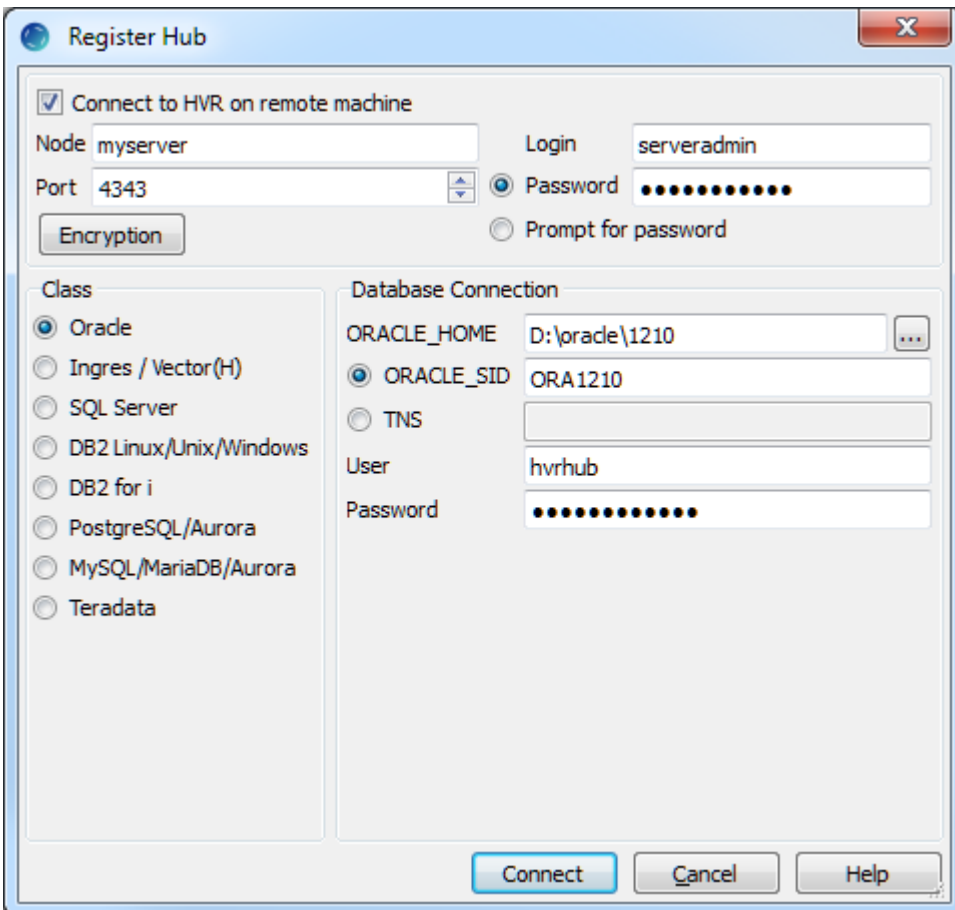 Register Hub
Connect to HVR on remote machine
Node myserver Login serveradmin
Port 4343 Password ●●●●●●●●●●●
Encryption Prompt for password
Class
Oracle
Ingres / Vector(H)
SQL Server
DB2 Linux/Unix/Windows
DB2 for i
PostgreSQL/Aurora
MySQL/MariaDB/Aurora
Teradata
Database Connection
ORACLE_HOME D:\oracle\1210 ...
ORACLE_SID ORA1210
TNS
User hvrhub
Password ●●●●●●●●●●●●
Connect Cancel Help